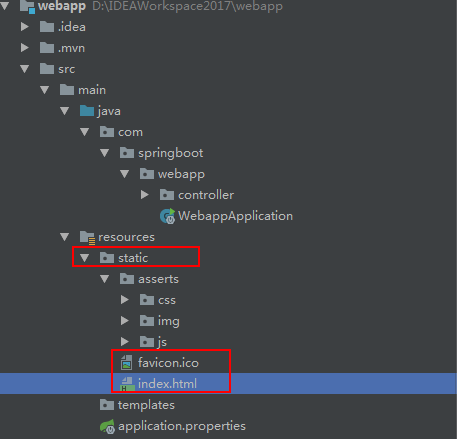 webapp D:\IDEAWorkspace2017\webapp
.idea
.mvn
src
main
java
com
springboot
webapp
controller
WebappApplication
resources
static
asserts
css
img
js
favicon.ico
index.html
templates
application.properties